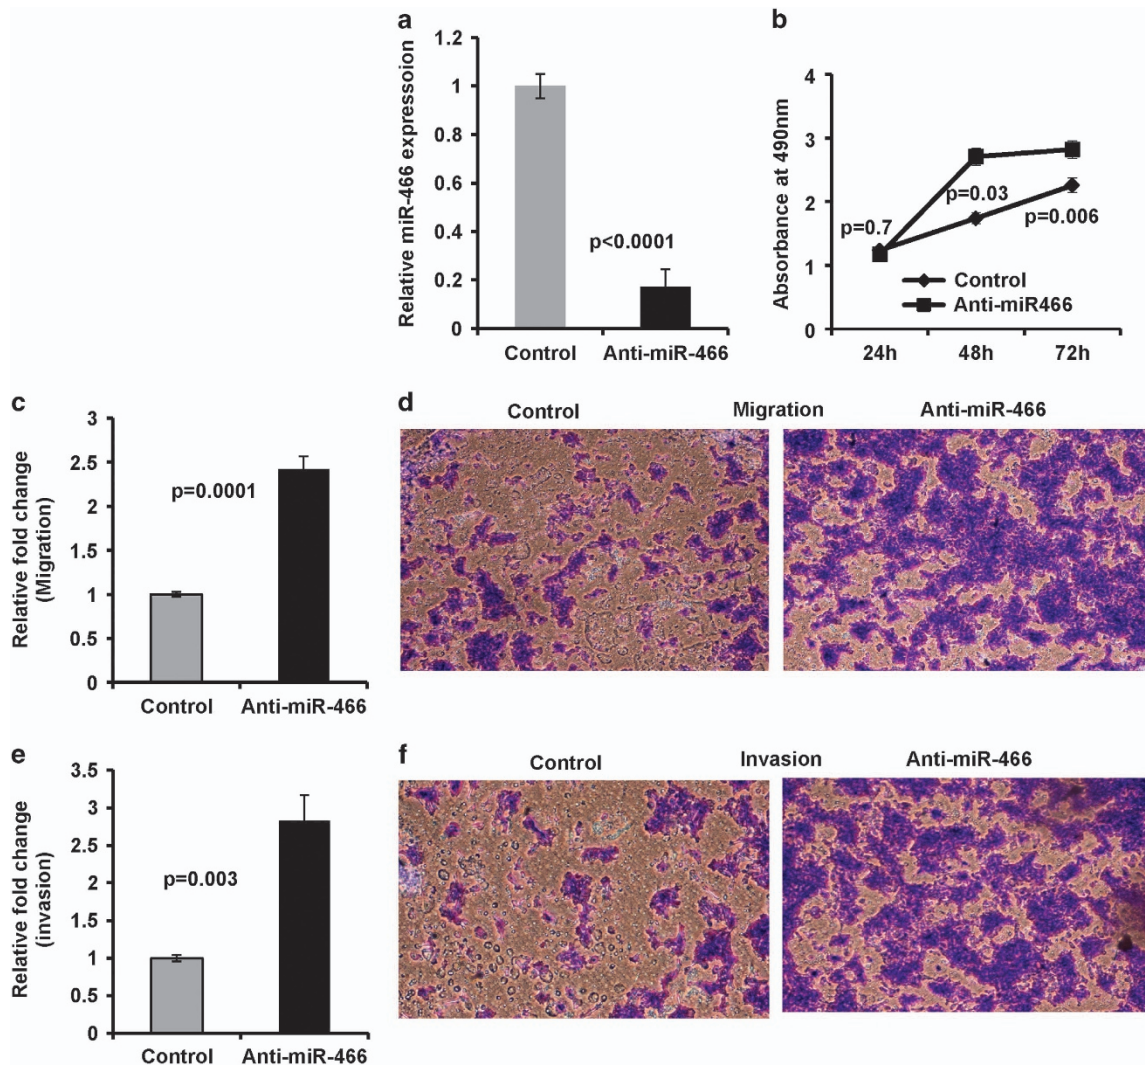 a
Relative miR-466 expressoion
1.2
1
0.8
0.6
0.4
0.2
0
p<0.0001
Control
Anti-miR-466
b
Absorbance at 490nm
4
3
2
1
0
p=0.7
p=0.03
p=0.006
Control
Anti-miR466
24h
48h
72h
c
Relative fold change
(Migration)
3
2.5
2
1.5
1
0.5
0
p=0.0001
Control
Anti-miR-466
d
Control
Migration
Anti-miR-466
e
Relative fold change
(invasion)
3.5
3
2.5
2
1.5
1
0.5
0
p=0.003
Control
Anti-miR-466
f
Control
Invasion
Anti-miR-466